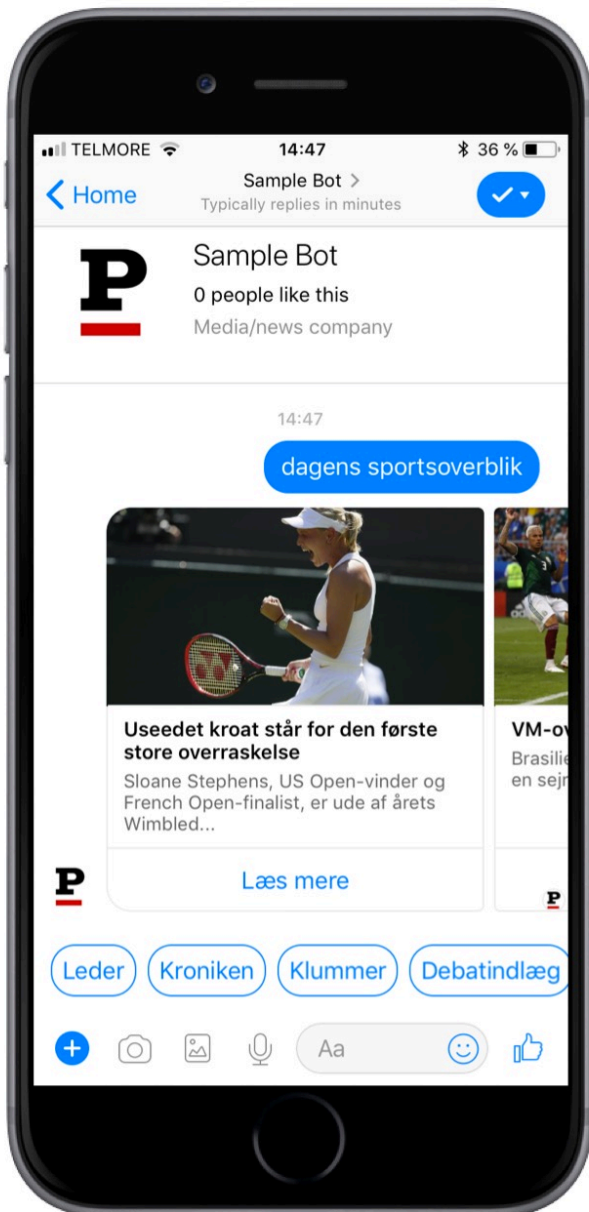 TELMORE 14:47 36 %
Home
Sample Bot
Typically replies in minutes
P
Sample Bot
0 people like this
Media/news company
14:47
dagens sportsoverblik
Useedet kroat står for den første
store overraskelse
Sloane Stephens, US Open-vinder og
French Open-finalist, er ude af årets
Wimbled...
Læs mere
VM-ov
Brasilie
en sejr
P
P
Leder Kroniken Klummer Debatindlæg
Aa